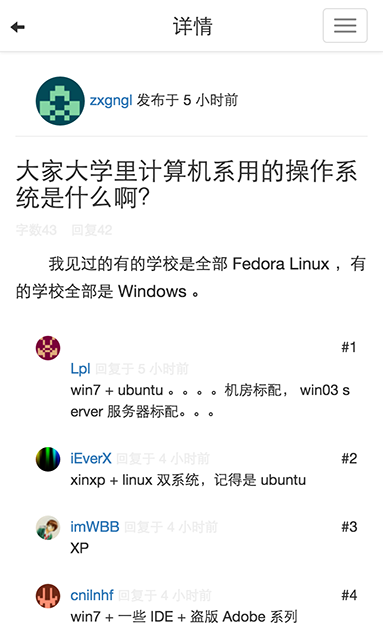 详情
zxgngl 发布于 5 小时前
大家大学里计算机系用的操作系
统是什么啊?
字数43 回复42
我见过的有的学校是全部 Fedora Linux ，有
的学校全部是 Windows 。
#1
Lpl 回复于 5 小时前
win7 + ubuntu 。。。。机房标配， win03 s
erver 服务器标配。。。
iEverX 回复于 4 小时前 #2
xinxp + linux 双系统，记得是 ubuntu
imWBB 回复于 4 小时前 #3
XP
cnilnhf 回复于 4 小时前 #4
win7 + 一些 IDE + 盗版 Adobe 系列